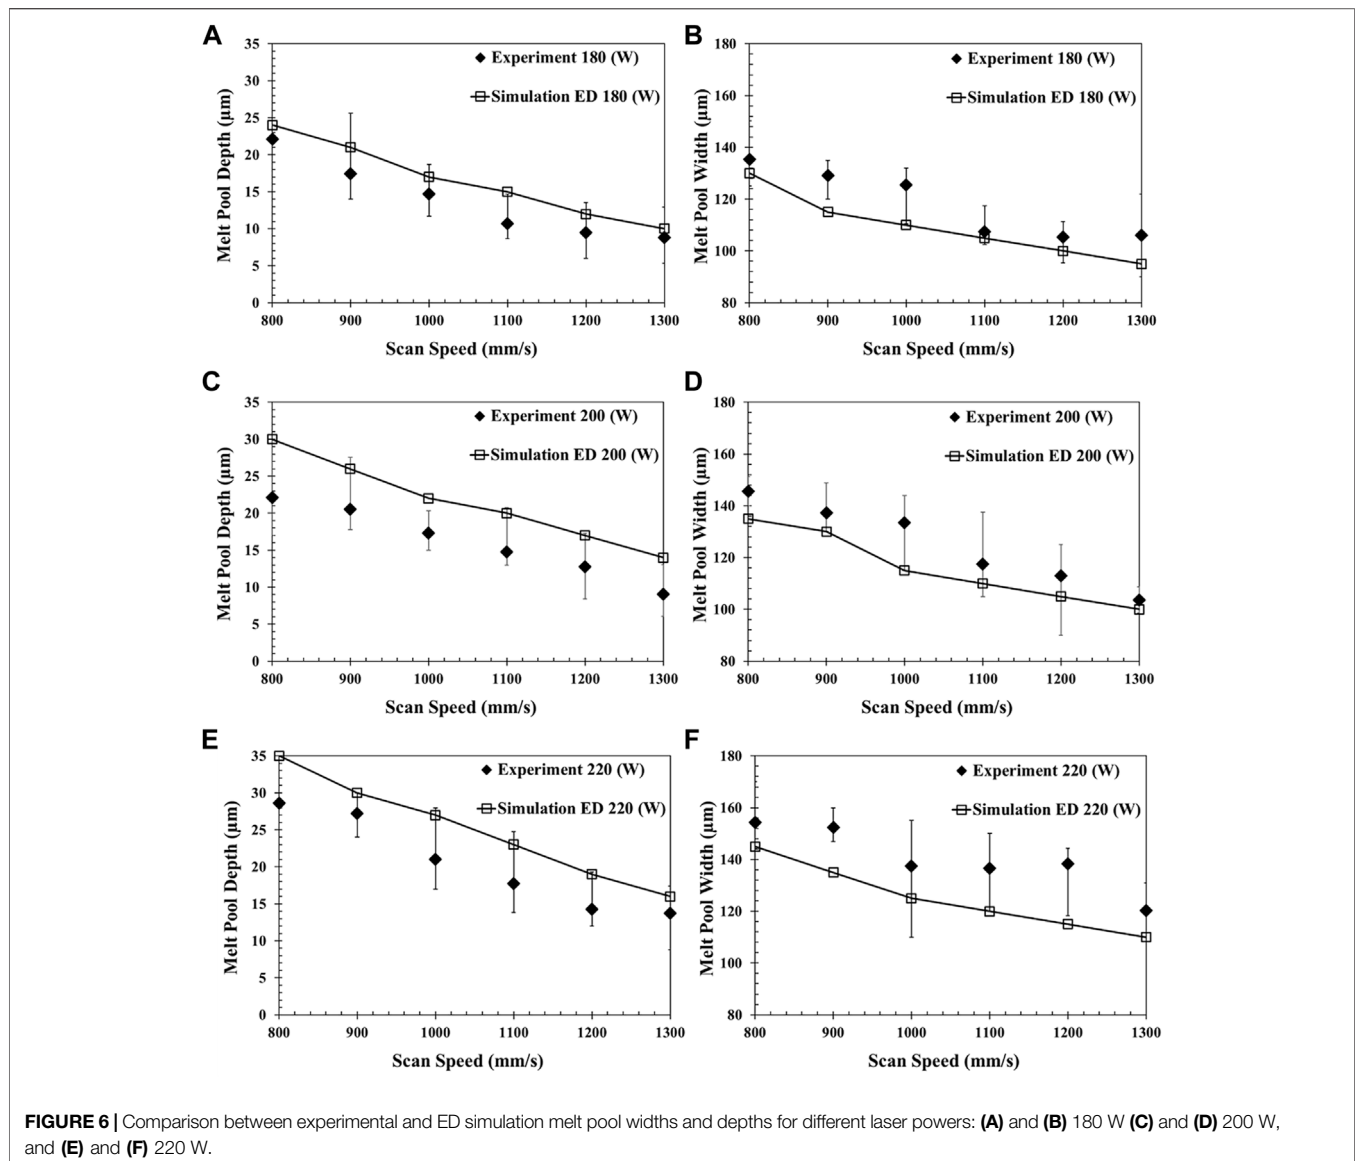 A
Melt Pool Depth (µm)
35
30
25
20
15
10
5
0
Experiment 180 (W)
Simulation ED 180 (W)
800 900 1000 1100 1200 1300
Scan Speed (mm/s)
B
Melt Pool Width (µm)
180
160
140
120
100
80
Experiment 180 (W)
Simulation ED 180 (W)
800 900 1000 1100 1200 1300
Scan Speed (mm/s)
C
Melt Pool Depth (µm)
35
30
25
20
15
10
5
0
Experiment 200 (W)
Simulation ED 200 (W)
800 900 1000 1100 1200 1300
Scan Speed (mm/s)
D
Melt Pool Width (µm)
180
160
140
120
100
80
Experiment 200 (W)
Simulation ED 200 (W)
800 900 1000 1100 1200 1300
Scan Speed (mm/s)
E
Melt Pool Depth (µm)
35
30
25
20
15
10
5
0
Experiment 220 (W)
Simulation ED 220 (W)
800 900 1000 1100 1200 1300
Scan Speed (mm/s)
F
Melt Pool Width (µm)
180
160
140
120
100
80
Experiment 220 (W)
Simulation ED 220 (W)
800 900 1000 1100 1200 1300
Scan Speed (mm/s)
FIGURE 6 | Comparison between experimental and ED simulation melt pool widths and depths for different laser powers: (A) and (B) 180 W (C) and (D) 200 W,
and (E) and (F) 220 W.